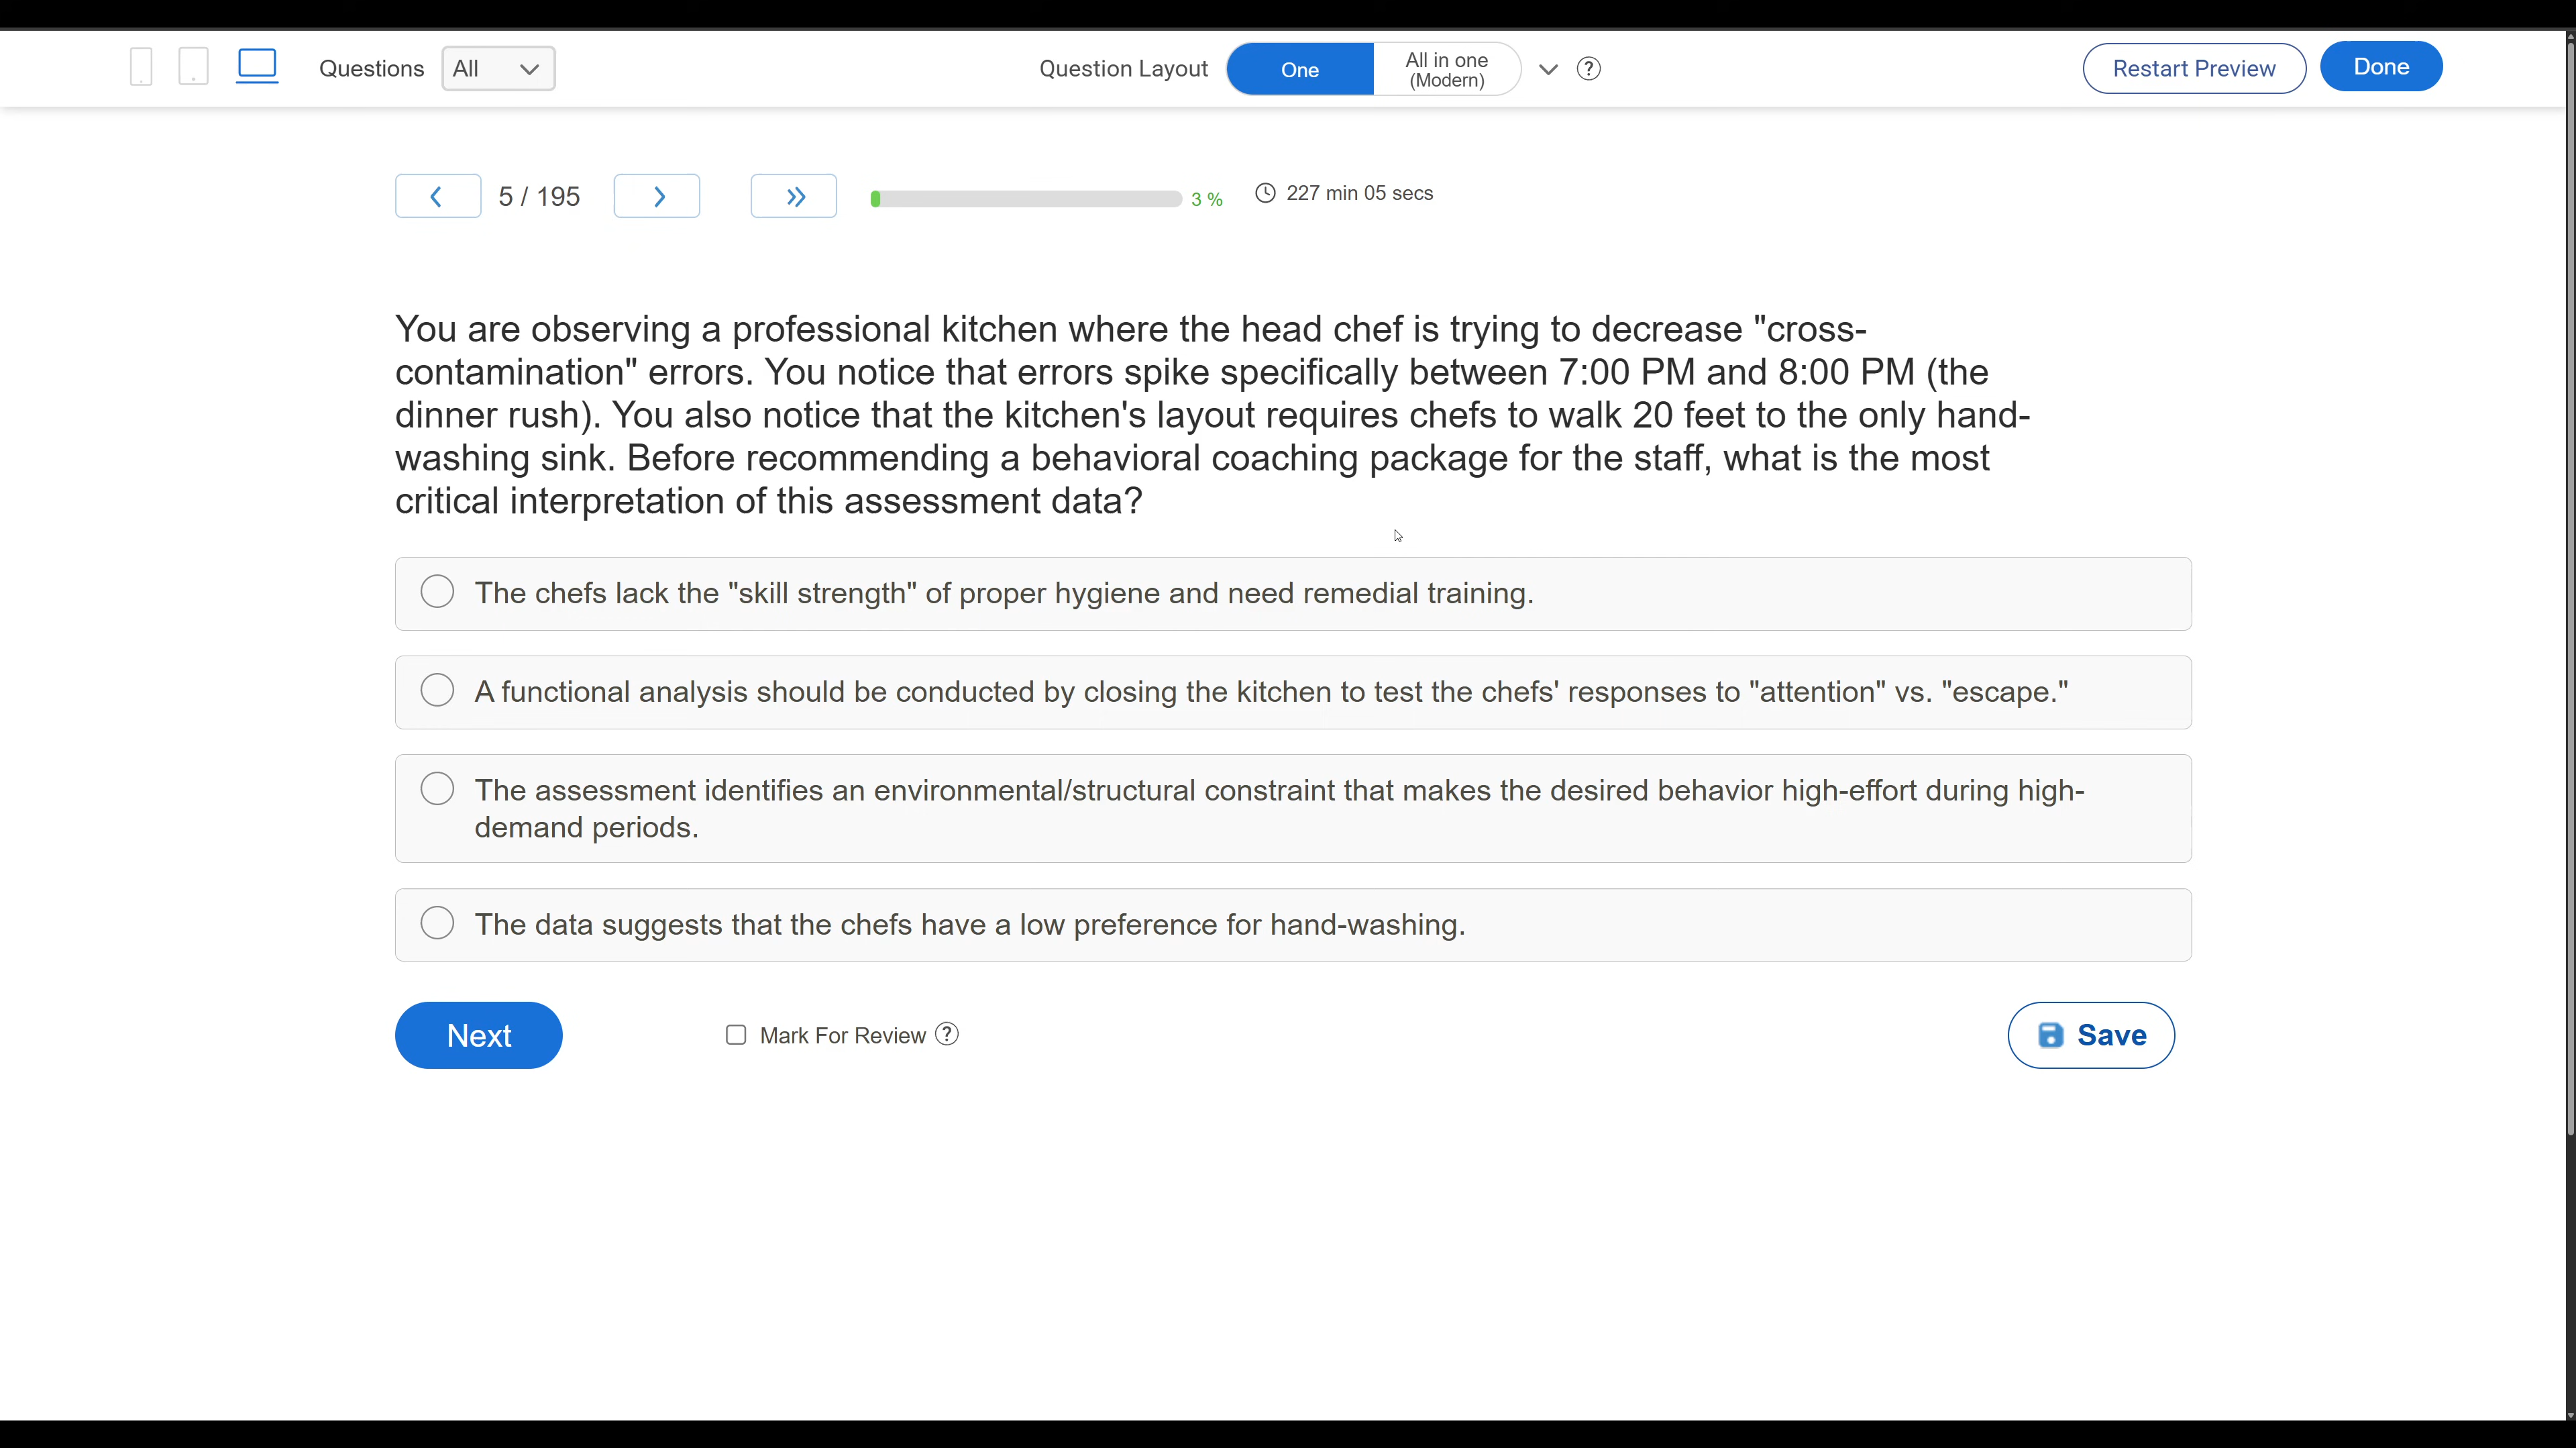 Questions All Question Layout One All in one (Modern) ? Restart Preview Done
5 / 195 3 % 227 min 05 secs
You are observing a professional kitchen where the head chef is trying to decrease "cross-
contamination" errors. You notice that errors spike specifically between 7:00 PM and 8:00 PM (the
dinner rush). You also notice that the kitchen's layout requires chefs to walk 20 feet to the only hand-
washing sink. Before recommending a behavioral coaching package for the staff, what is the most
critical interpretation of this assessment data?
The chefs lack the "skill strength" of proper hygiene and need remedial training.
A functional analysis should be conducted by closing the kitchen to test the chefs' responses to "attention" vs. "escape."
The assessment identifies an environmental/structural constraint that makes the desired behavior high-effort during high-
demand periods.
The data suggests that the chefs have a low preference for hand-washing.
Next Mark For Review ? Save